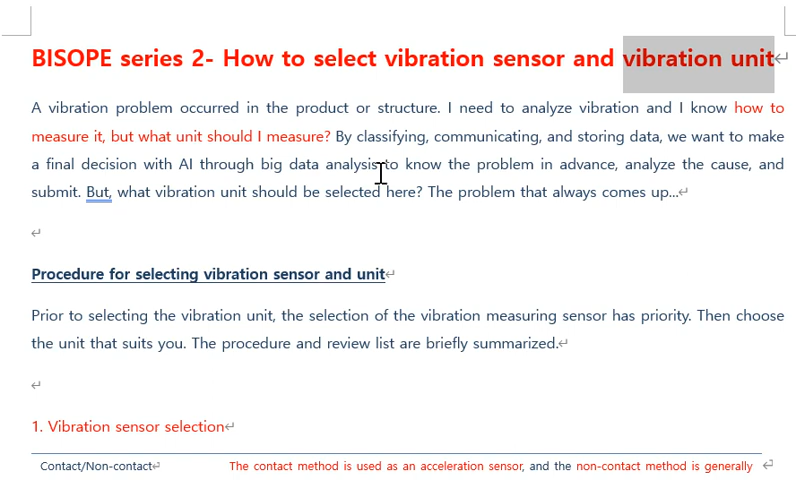 BISOPE series 2- How to select vibration sensor and vibration unit
A vibration problem occurred in the product or structure. I need to analyze vibration and I know how to
measure it, but what unit should I measure? By classifying, communicating, and storing data, we want to make
a final decision with AI through big data analysis to know the problem in advance, analyze the cause, and
submit. But, what vibration unit should be selected here? The problem that always comes up...
Procedure for selecting vibration sensor and unit
Prior to selecting the vibration unit, the selection of the vibration measuring sensor has priority. Then choose
the unit that suits you. The procedure and review list are briefly summarized.
1. Vibration sensor selection
Contact/Non-contact The contact method is used as an acceleration sensor, and the non-contact method is generally